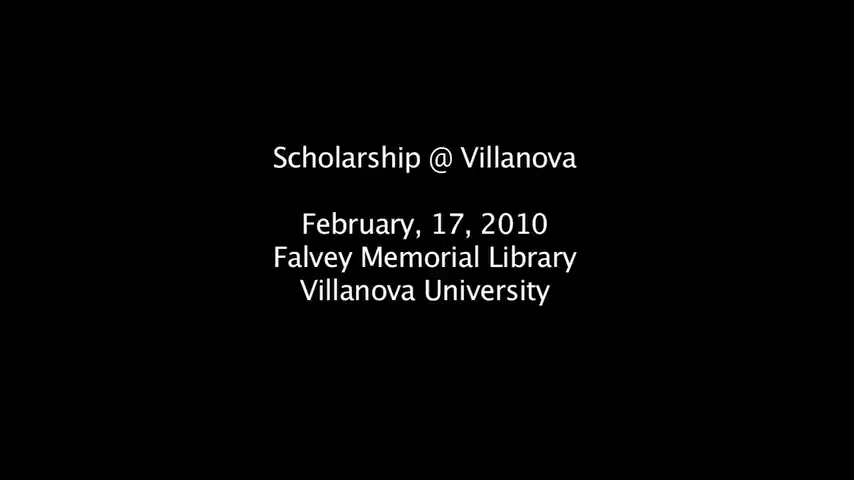 Scholarship @ Villanova
February, 17, 2010
Falvey Memorial Library
Villanova University